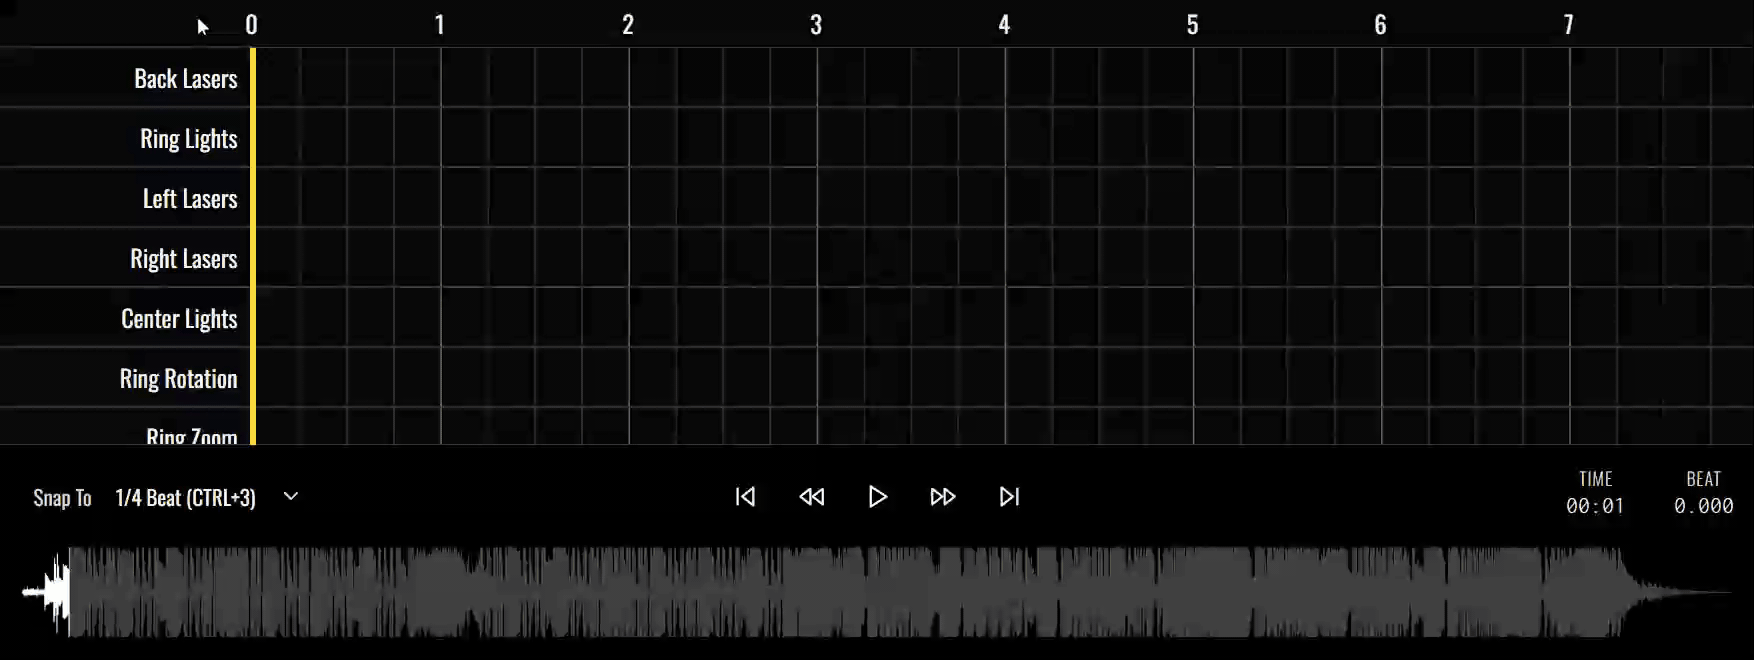 0 1 2 3 4 5 6 7
Back Lasers
Ring Lights
Left Lasers
Right Lasers
Center Lights
Ring Rotation
Ring Zoom
Snap To 1/4 Beat (CTRL+3)
TIME BEAT
00:01 0.000